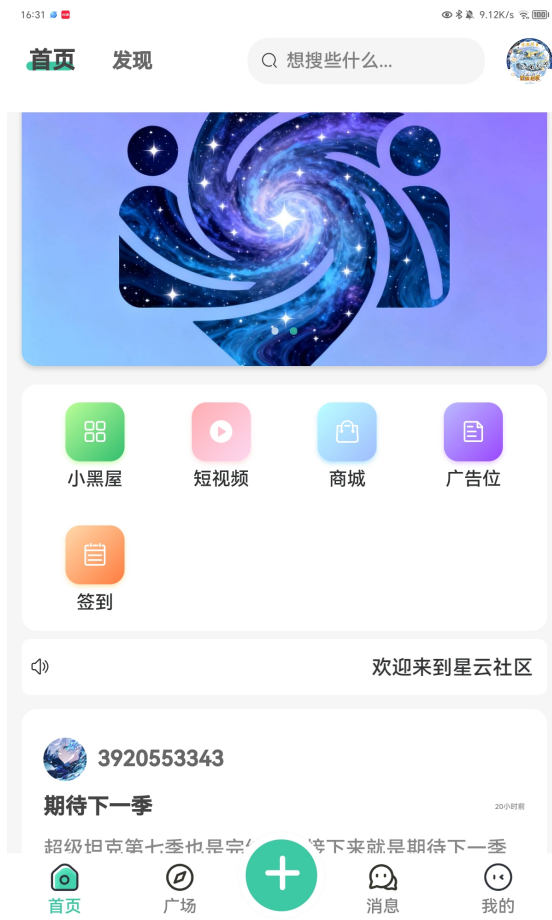 16:31
9.12K/s
100
首页 发现 想搜些什么...
小黑屋 短视频 商城 广告位
签到
欢迎来到星云社区
3920553343
期待下一季
20小时前
超级坦克第七季也是完 接下来就是期待下一季
首页 广场 消息 我的